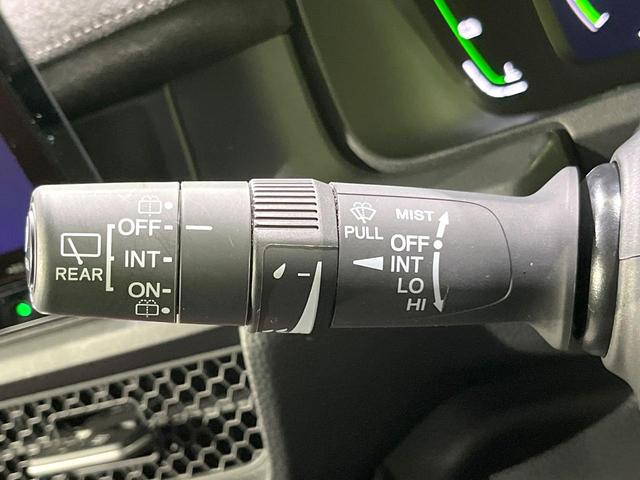 REAR
OFF
INT
ON
PULL
MIST
OFF
INT
LO
HI